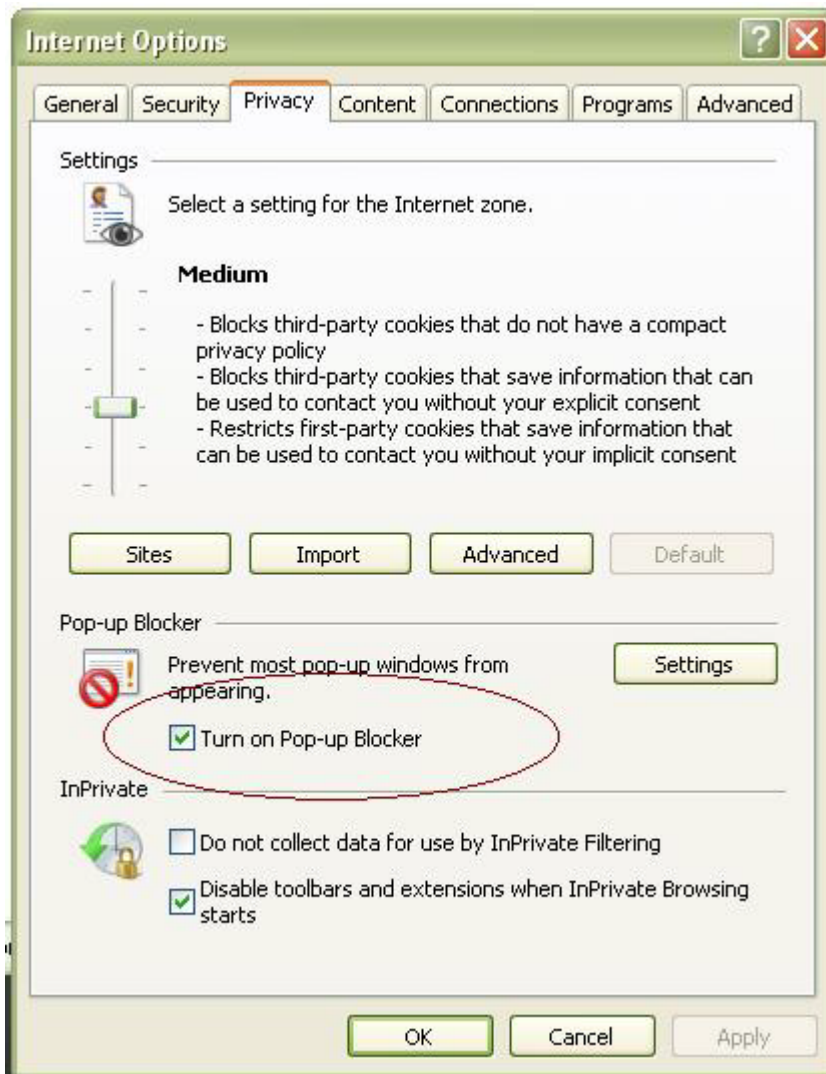 Internet Options
General Security Privacy Content Connections Programs Advanced
Settings
Select a setting for the Internet zone.
Medium
- Blocks third-party cookies that do not have a compact
privacy policy
- Blocks third-party cookies that save information that can
be used to contact you without your explicit consent
- Restricts first-party cookies that save information that
can be used to contact you without your implicit consent
Sites Import Advanced Default
Pop-up Blocker
Prevent most pop-up windows from
appearing.
Settings
Turn on Pop-up Blocker
InPrivate
Do not collect data for use by InPrivate Filtering
Disable toolbars and extensions when InPrivate Browsing
starts
OK Cancel Apply